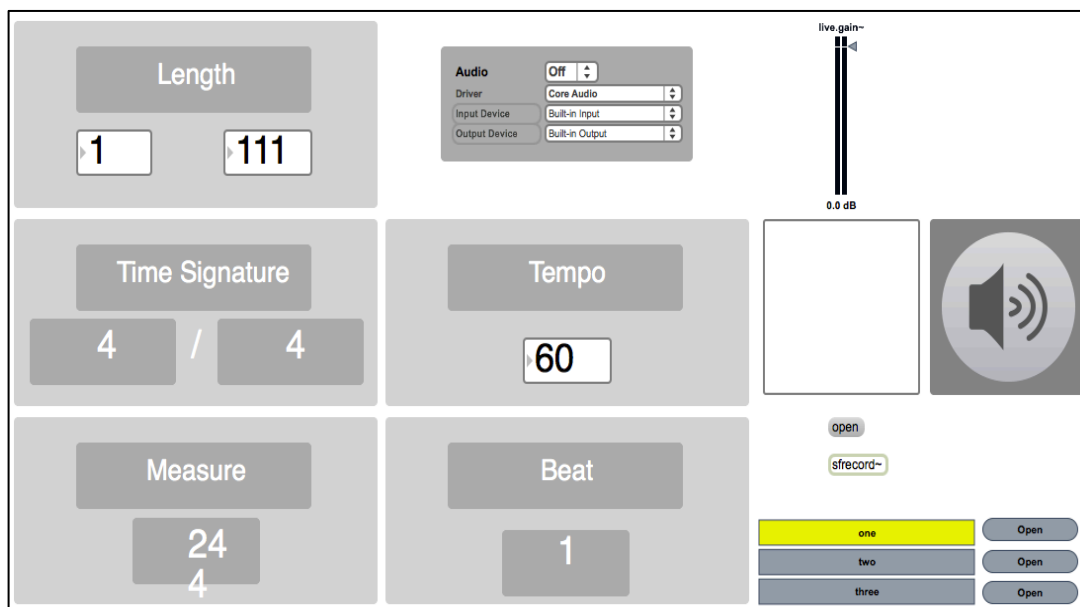 Length
1 111
Audio Off
Driver Core Audio
Input Device Built-in Input
Output Device Built-in Output
live.gain~
0.0 dB
Time Signature
4 / 4
Tempo
60
Measure
24
4
Beat
1
open
sfrecord~
one Open
two Open
three Open